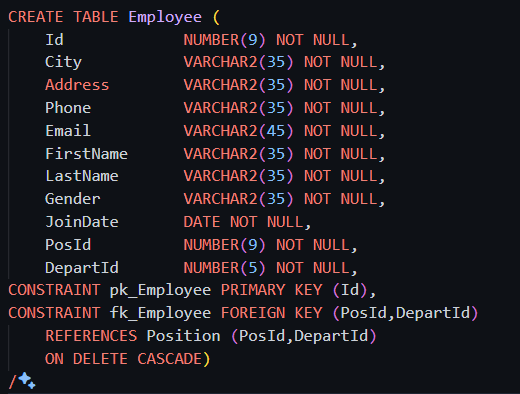 CREATE TABLE Employee (
    Id            NUMBER(9) NOT NULL,
    City          VARCHAR2(35) NOT NULL,
    Address       VARCHAR2(35) NOT NULL,
    Phone         VARCHAR2(35) NOT NULL,
    Email         VARCHAR2(45) NOT NULL,
    FirstName     VARCHAR2(35) NOT NULL,
    LastName      VARCHAR2(35) NOT NULL,
    Gender        VARCHAR2(35) NOT NULL,
    JoinDate      DATE NOT NULL,
    PosId         NUMBER(9) NOT NULL,
    DepartId      NUMBER(5) NOT NULL,
CONSTRAINT pk_Employee PRIMARY KEY (Id),
CONSTRAINT fk_Employee FOREIGN KEY (PosId,DepartId)
    REFERENCES Position (PosId,DepartId)
    ON DELETE CASCADE)
/